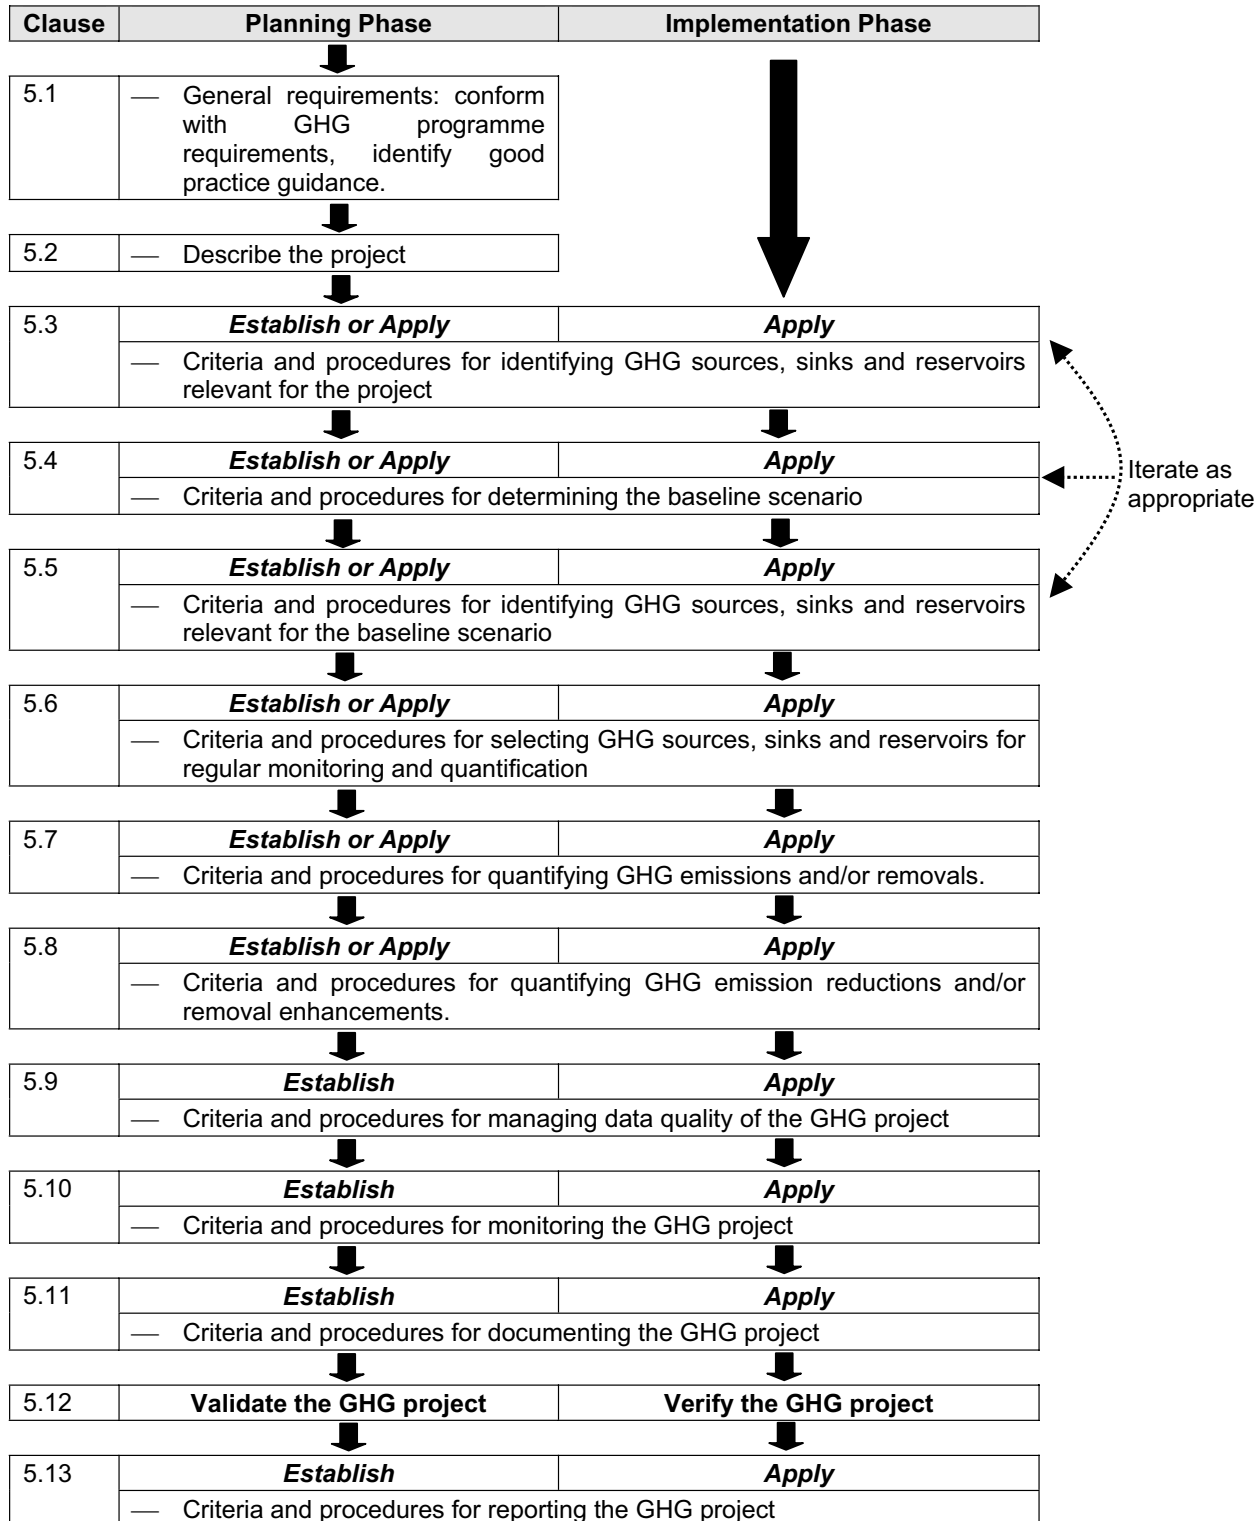 Clause Planning Phase Implementation Phase
5.1 — General requirements: conform
with GHG programme
requirements, identify good
practice guidance.
5.2 — Describe the project
5.3 Establish or Apply Apply
— Criteria and procedures for identifying GHG sources, sinks and reservoirs
relevant for the project
5.4 Establish or Apply Apply
— Criteria and procedures for determining the baseline scenario
Iterate as
appropriate
5.5 Establish or Apply Apply
— Criteria and procedures for identifying GHG sources, sinks and reservoirs
relevant for the baseline scenario
5.6 Establish or Apply Apply
— Criteria and procedures for selecting GHG sources, sinks and reservoirs for
regular monitoring and quantification
5.7 Establish or Apply Apply
— Criteria and procedures for quantifying GHG emissions and/or removals.
5.8 Establish or Apply Apply
— Criteria and procedures for quantifying GHG emission reductions and/or
removal enhancements.
5.9 Establish Apply
— Criteria and procedures for managing data quality of the GHG project
5.10 Establish Apply
— Criteria and procedures for monitoring the GHG project
5.11 Establish Apply
— Criteria and procedures for documenting the GHG project
5.12 Validate the GHG project Verify the GHG project
5.13 Establish Apply
— Criteria and procedures for reporting the GHG project